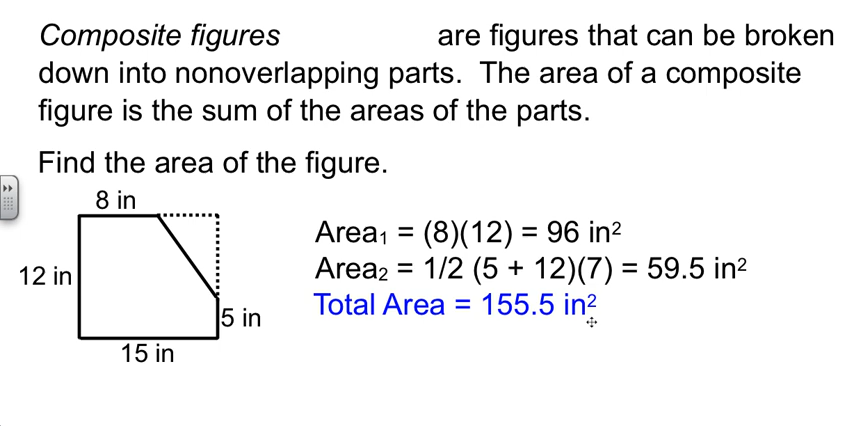 Composite figures are figures that can be broken
down into nonoverlapping parts. The area of a composite
figure is the sum of the areas of the parts.
Find the area of the figure.
8 in
12 in
5 in
15 in
Area₁ = (8)(12) = 96 in²
Area₂ = 1/2 (5 + 12)(7) = 59.5 in²
Total Area = 155.5 in²